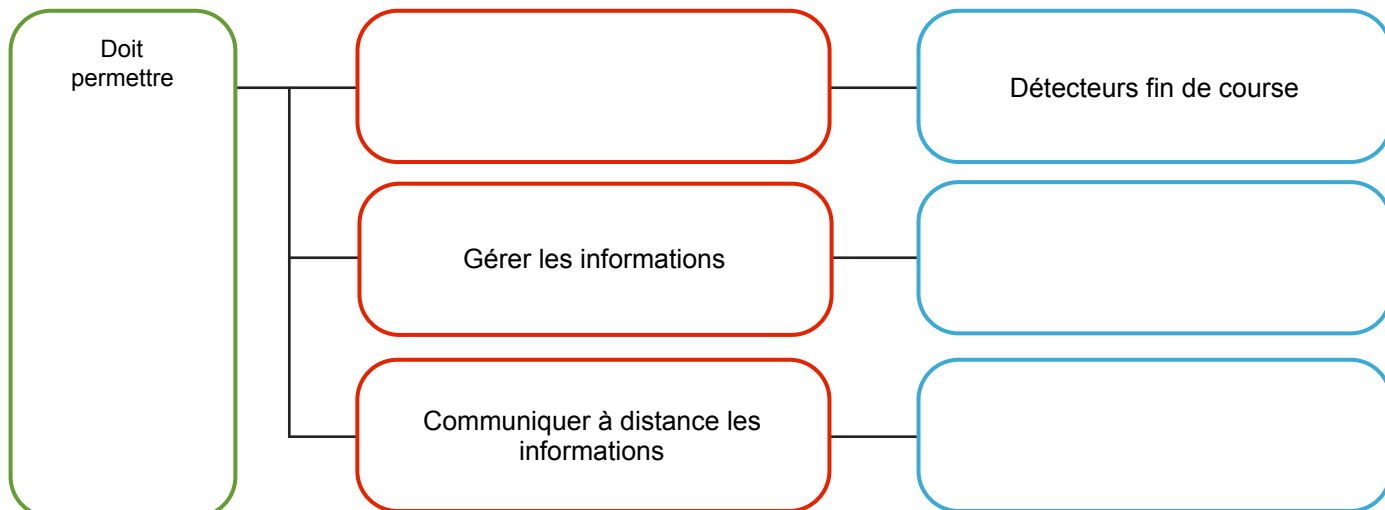 Doit
permettre
Détecteurs fin de course
Gérer les informations
Communiquer à distance les
informations